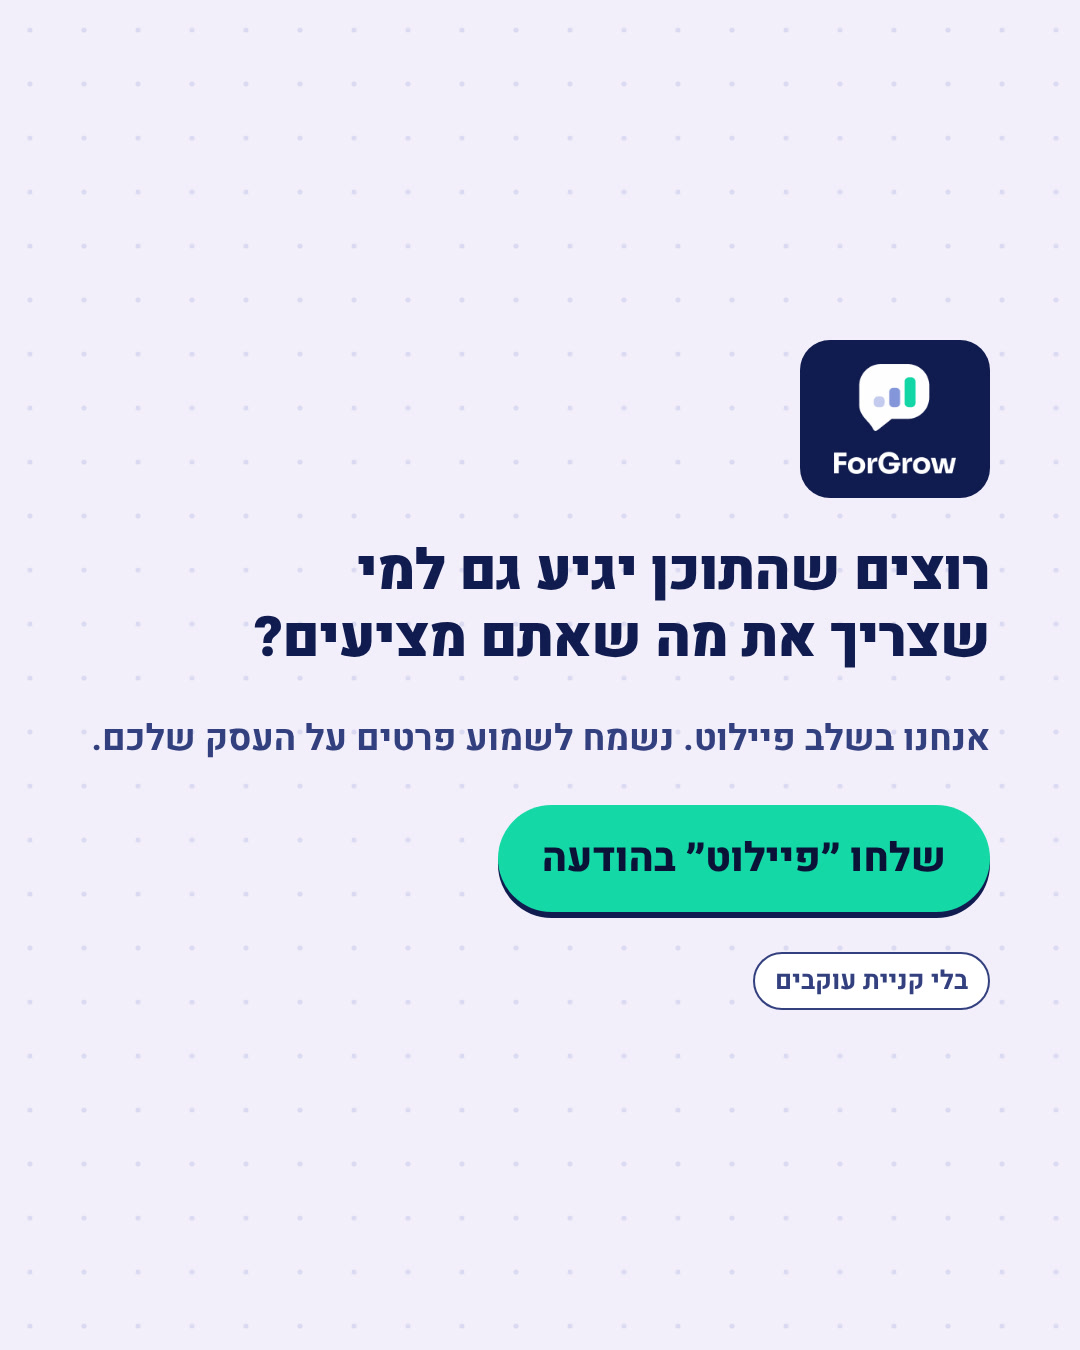 ForGrow
רוצים שהתוכן יגיע גם למי
שצריך את מה שאתם מציעים?
אנחנו בשלב פיילוט. נשמח לשמוע פרטים על העסק שלכם.
שלחו ״פיילוט״ בהודעה
בלי קניית עוקבים